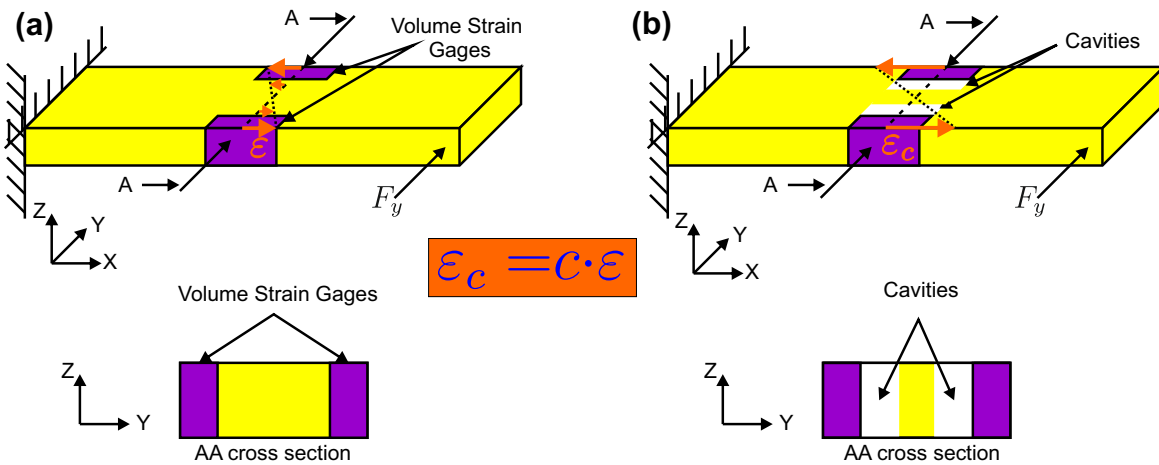 (a)
A
Volume Strain
Gages
ε
A
F_y
Z
Y
X
(b)
A
Cavities
ε_c
A
F_y
Z
Y
X
ε_c = c·ε
Volume Strain Gages
Z
Y
AA cross section
Cavities
Z
Y
AA cross section